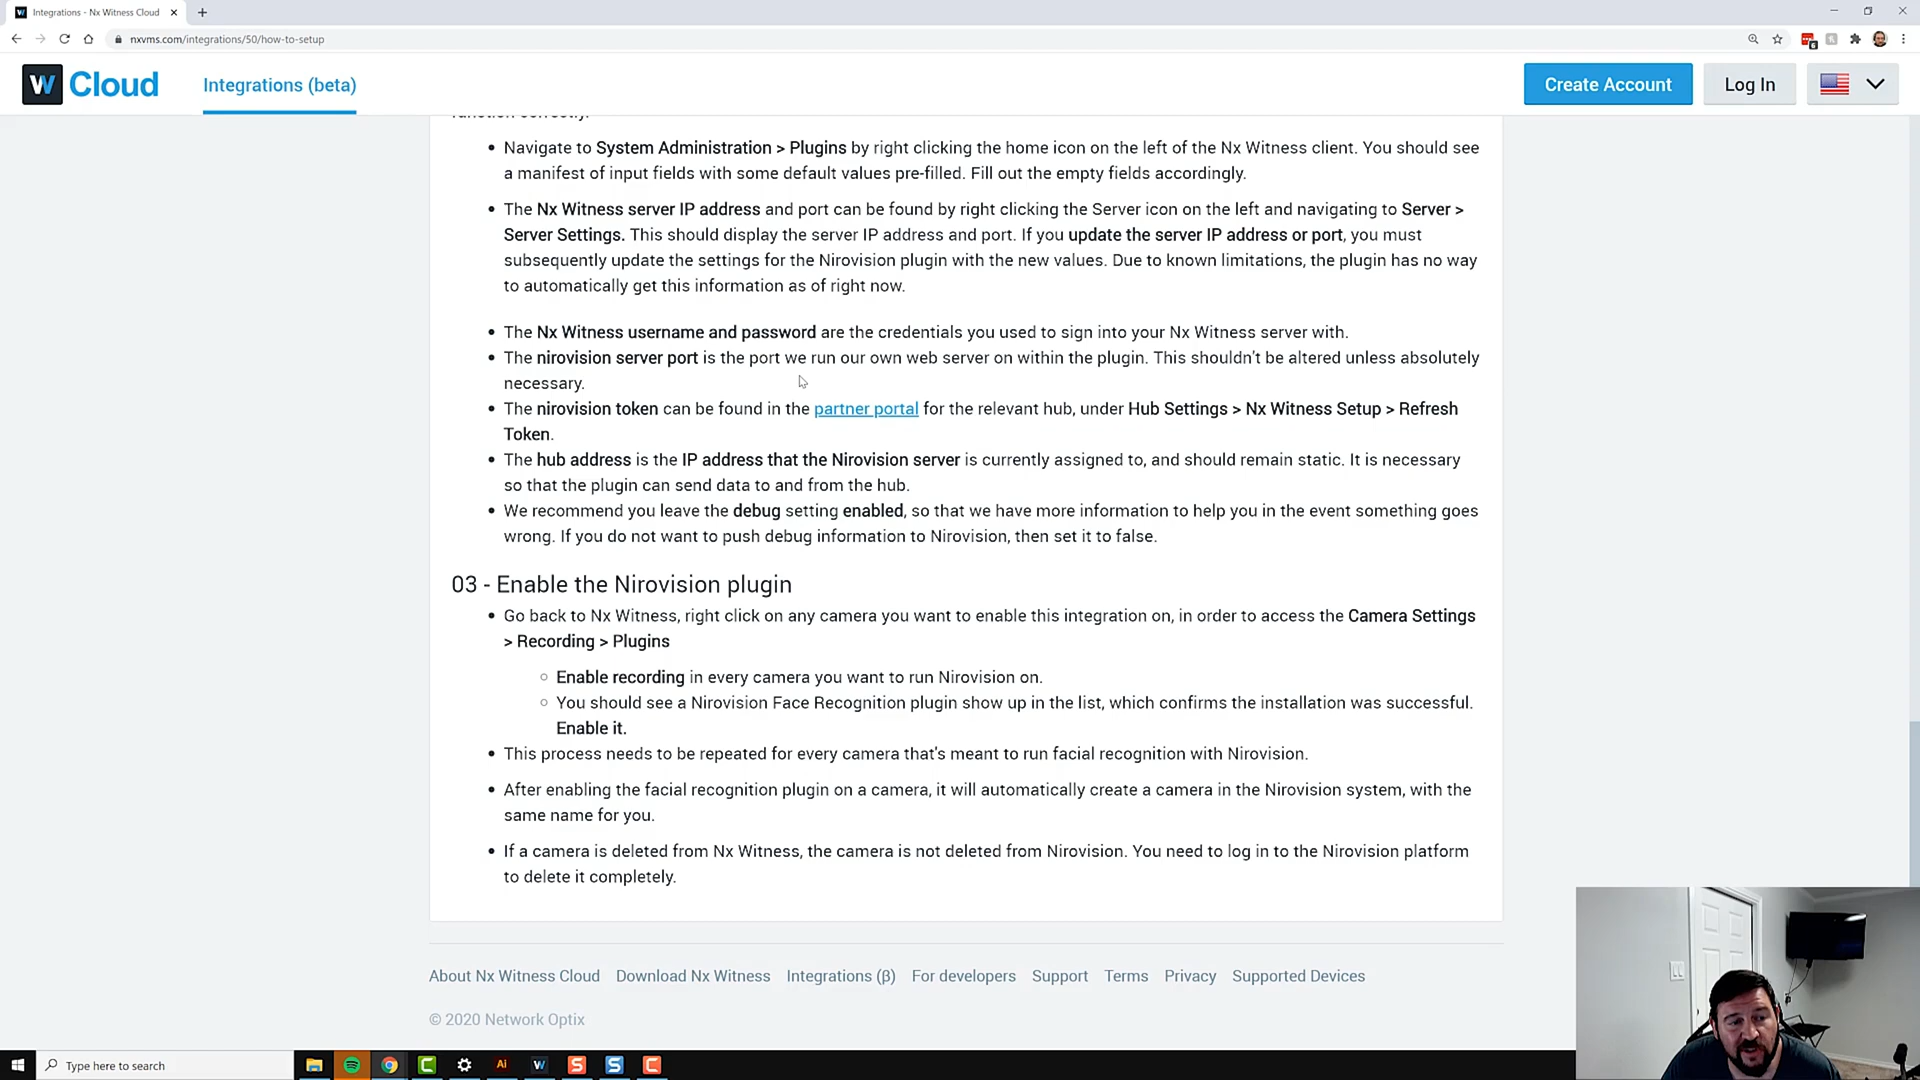 Integrations - Nx Witness Cloud
nxvms.com/integrations/50/how-to-setup
6
W Cloud
Integrations (beta)
Create Account
Log In
function correctly.
• Navigate to System Administration > Plugins by right clicking the home icon on the left of the Nx Witness client. You should see
a manifest of input fields with some default values pre-filled. Fill out the empty fields accordingly.
• The Nx Witness server IP address and port can be found by right clicking the Server icon on the left and navigating to Server >
Server Settings. This should display the server IP address and port. If you update the server IP address or port, you must
subsequently update the settings for the Nirovision plugin with the new values. Due to known limitations, the plugin has no way
to automatically get this information as of right now.
• The Nx Witness username and password are the credentials you used to sign into your Nx Witness server with.
• The nirovision server port is the port we run our own web server on within the plugin. This shouldn't be altered unless absolutely
necessary.
• The nirovision token can be found in the partner portal for the relevant hub, under Hub Settings > Nx Witness Setup > Refresh
Token.
• The hub address is the IP address that the Nirovision server is currently assigned to, and should remain static. It is necessary
so that the plugin can send data to and from the hub.
• We recommend you leave the debug setting enabled, so that we have more information to help you in the event something goes
wrong. If you do not want to push debug information to Nirovision, then set it to false.
03 - Enable the Nirovision plugin
• Go back to Nx Witness, right click on any camera you want to enable this integration on, in order to access the Camera Settings
> Recording > Plugins
○ Enable recording in every camera you want to run Nirovision on.
○ You should see a Nirovision Face Recognition plugin show up in the list, which confirms the installation was successful.
Enable it.
• This process needs to be repeated for every camera that's meant to run facial recognition with Nirovision.
• After enabling the facial recognition plugin on a camera, it will automatically create a camera in the Nirovision system, with the
same name for you.
• If a camera is deleted from Nx Witness, the camera is not deleted from Nirovision. You need to log in to the Nirovision platform
to delete it completely.
About Nx Witness Cloud Download Nx Witness Integrations (β) For developers Support Terms Privacy Supported Devices
© 2020 Network Optix
Type here to search
Ai W S S C